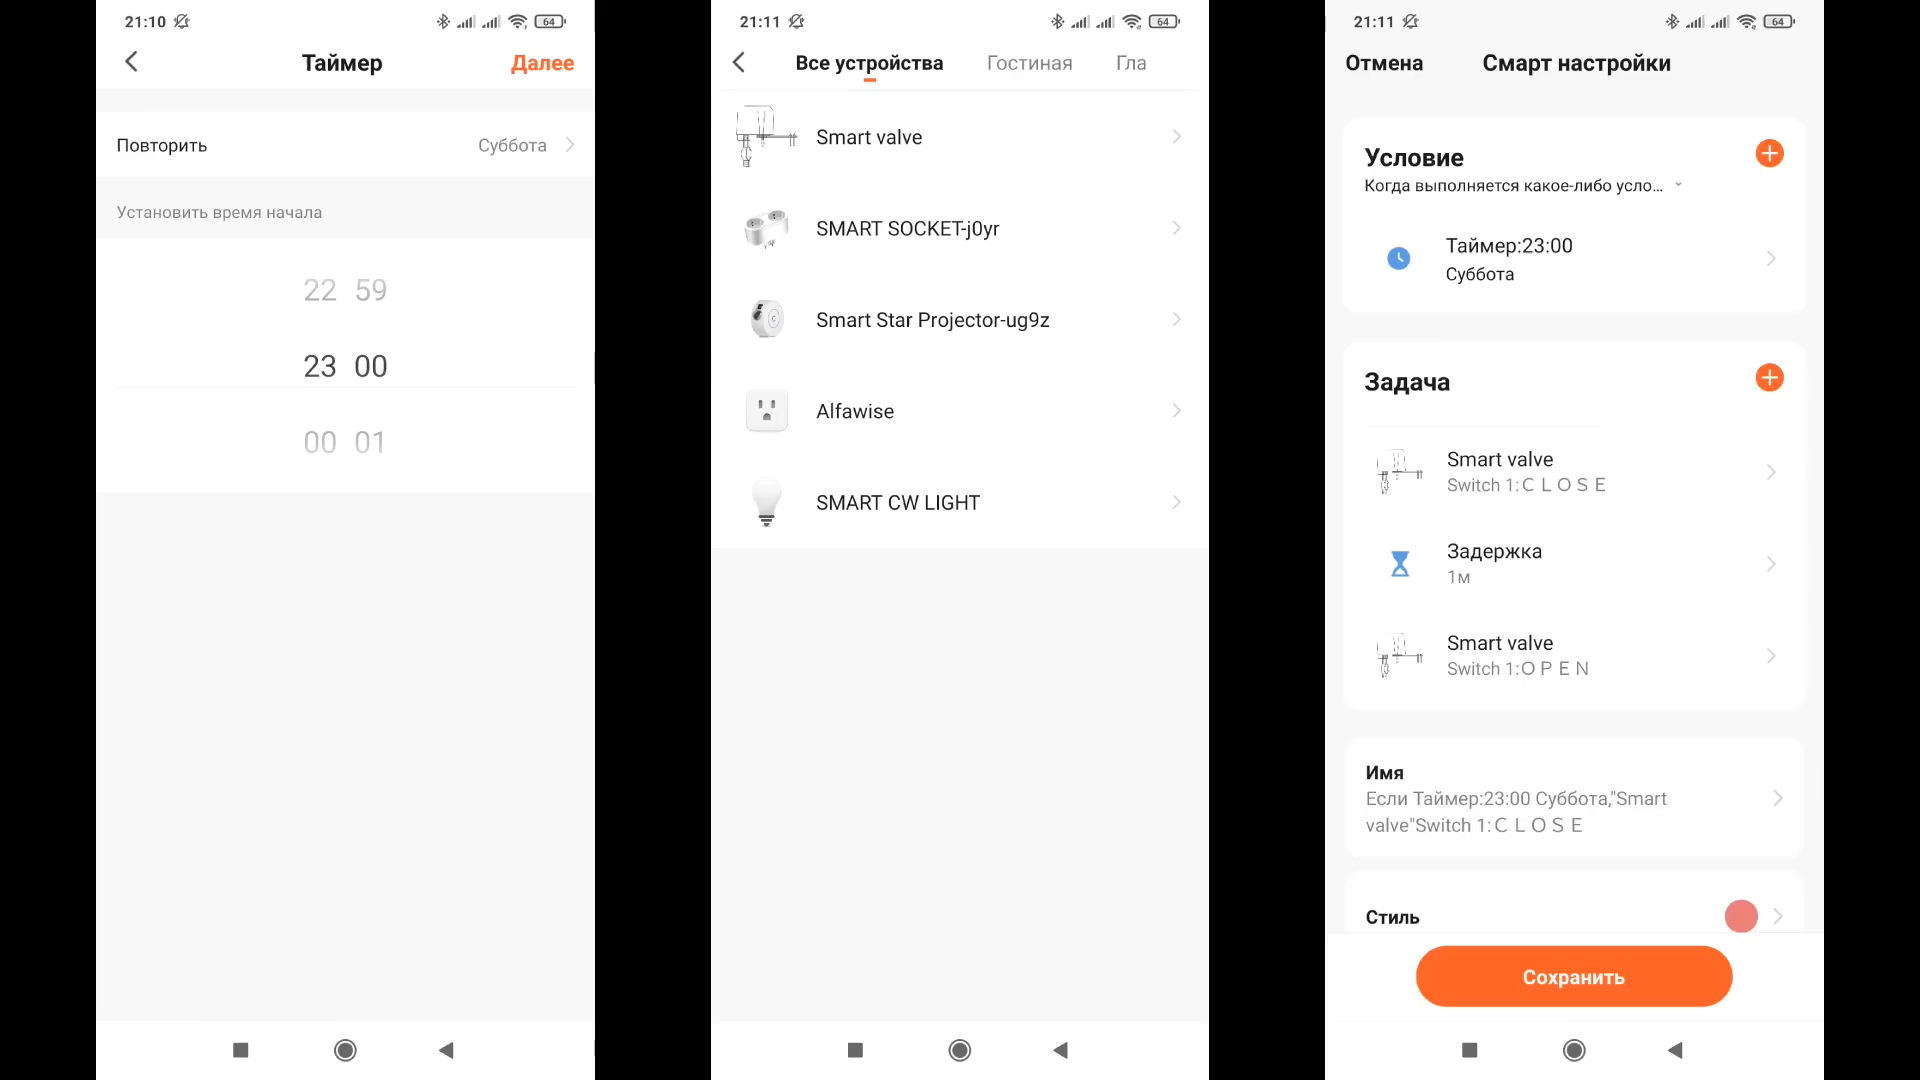 21:10
64
Таймер
Далее
Повторить
Суббота
Установить время начала
22 59
23 00
00 01
21:11
64
Все устройства
Гостиная
Гла
Smart valve
SMART SOCKET-j0yr
Smart Star Projector-ug9z
Alfawise
SMART CW LIGHT
21:11
64
Отмена
Смарт настройки
Условие
Когда выполняется какое-либо усло...
Таймер:23:00
Суббота
Задача
Smart valve
Switch 1:C L O S E
Задержка
1м
Smart valve
Switch 1:O P E N
Имя
Если Таймер:23:00 Суббота,"Smart
valve"Switch 1:C L O S E
Стиль
Сохранить